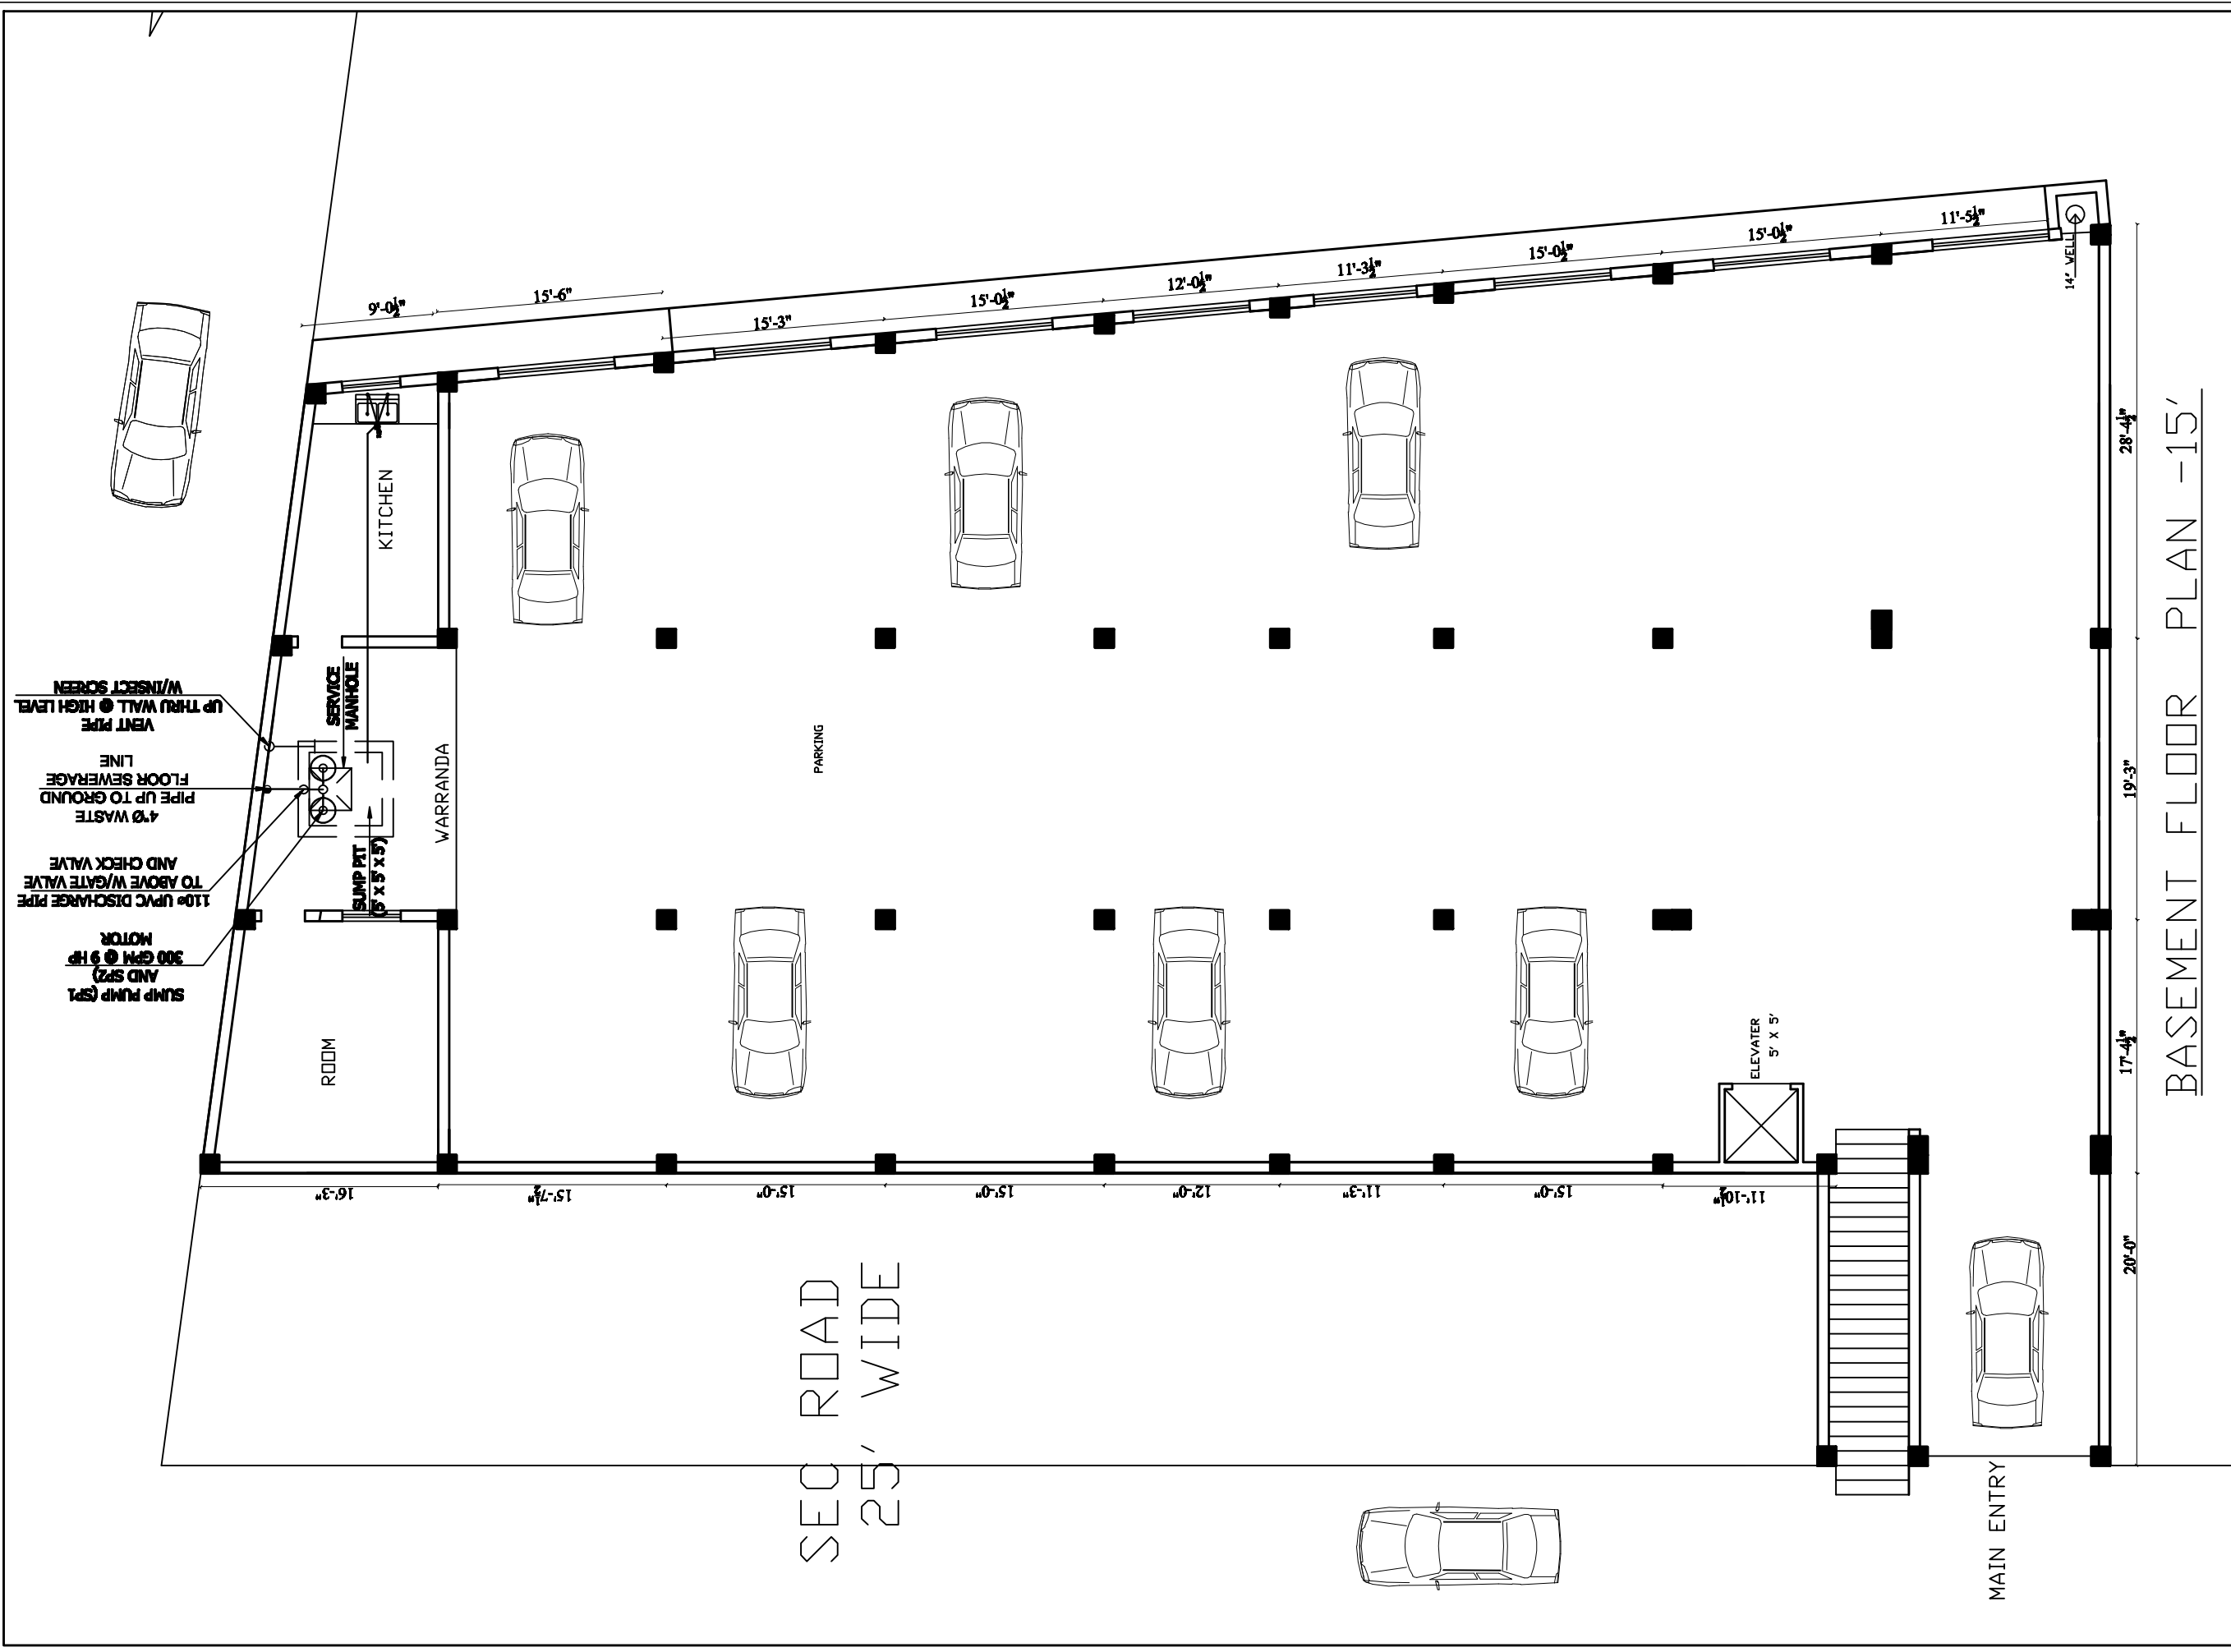 9'-0½"
15'-6"
15'-3"
15'-0½"
12'-0½"
11'-3½"
15'-0½"
15'-0½"
11'-5½"
14' WELL
KITCHEN
SERVICE
MANHOLE
VENT PIPE
UP THRU WALL @ HIGH LEVEL
W/INSECT SCREEN
4"Ø WASTE
PIPE UP TO GROUND
FLOOR SEWERAGE
LINE
110ø UPVC DISCHARGE PIPE
TO ABOVE W/GATE VALVE
AND CHECK VALVE
SUMP PUMP (SP1
AND SP2)
300 GPM @ 9 HP
MOTOR
SUMP PIT
(5' X 5' X 5')
WARRANDA
PARKING
ROOM
ELEVATER
5' X 5'
28'-4½"
19'-3"
17'-4½"
20'-0"
16'-3"
15'-7½"
15'-0"
15'-0"
12'-0"
11'-3"
15'-0"
11'-10½"
SEC ROAD
25' WIDE
MAIN ENTRY
BASEMENT FLOOR PLAN -15'